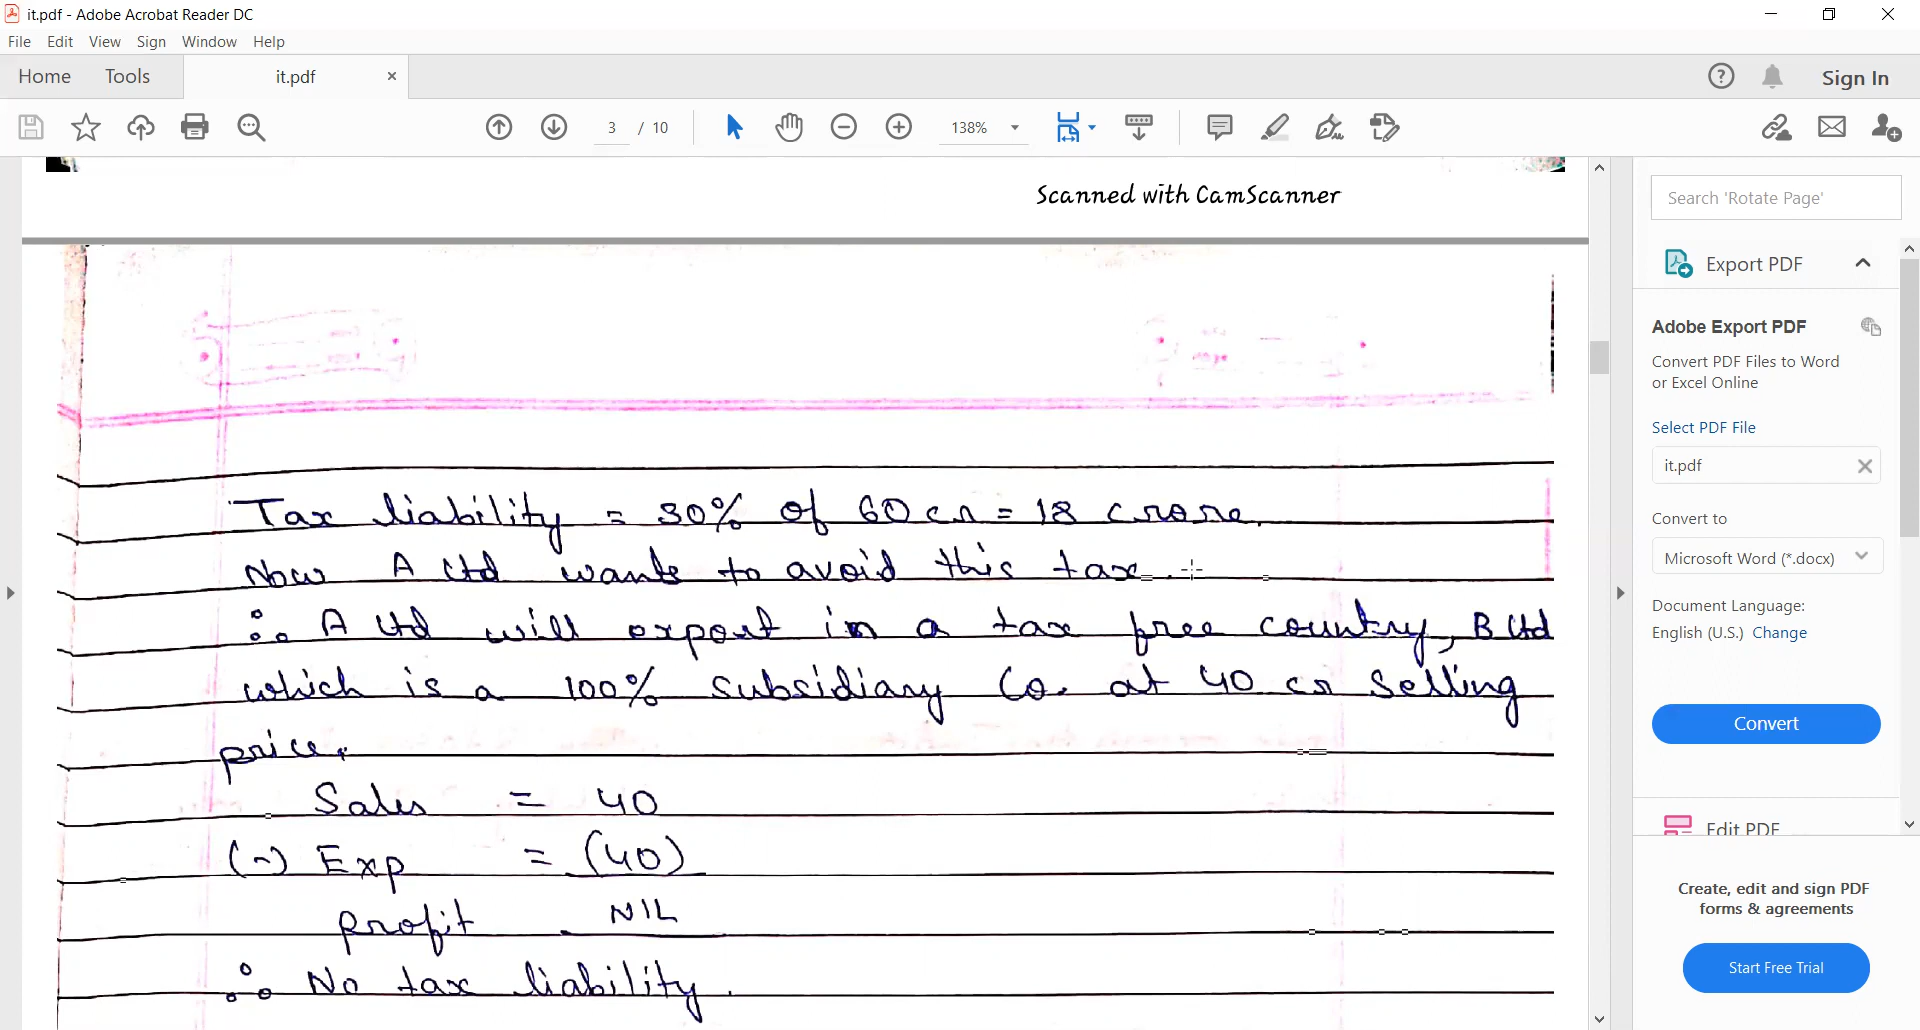 it.pdf - Adobe Acrobat Reader DC
File Edit View Sign Window Help
Home Tools it.pdf Sign In
3 / 10 138%
Scanned with CamScanner
Tax liability = 30% of 60 cr = 18 crore.
Now A Ltd wants to avoid this tax.
∴ A Ltd will export in a tax free country, B Ltd
which is a 100% subsidiary Co. at 40 cr selling
price.
Sales = 40
(-) Exp = (40)
profit NIL
∴ No tax liability.
Search 'Rotate Page'
Export PDF
Adobe Export PDF
Convert PDF Files to Word
or Excel Online
Select PDF File
it.pdf
Convert to
Microsoft Word (*.docx)
Document Language:
English (U.S.) Change
Convert
Edit PDF
Create, edit and sign PDF
forms & agreements
Start Free Trial